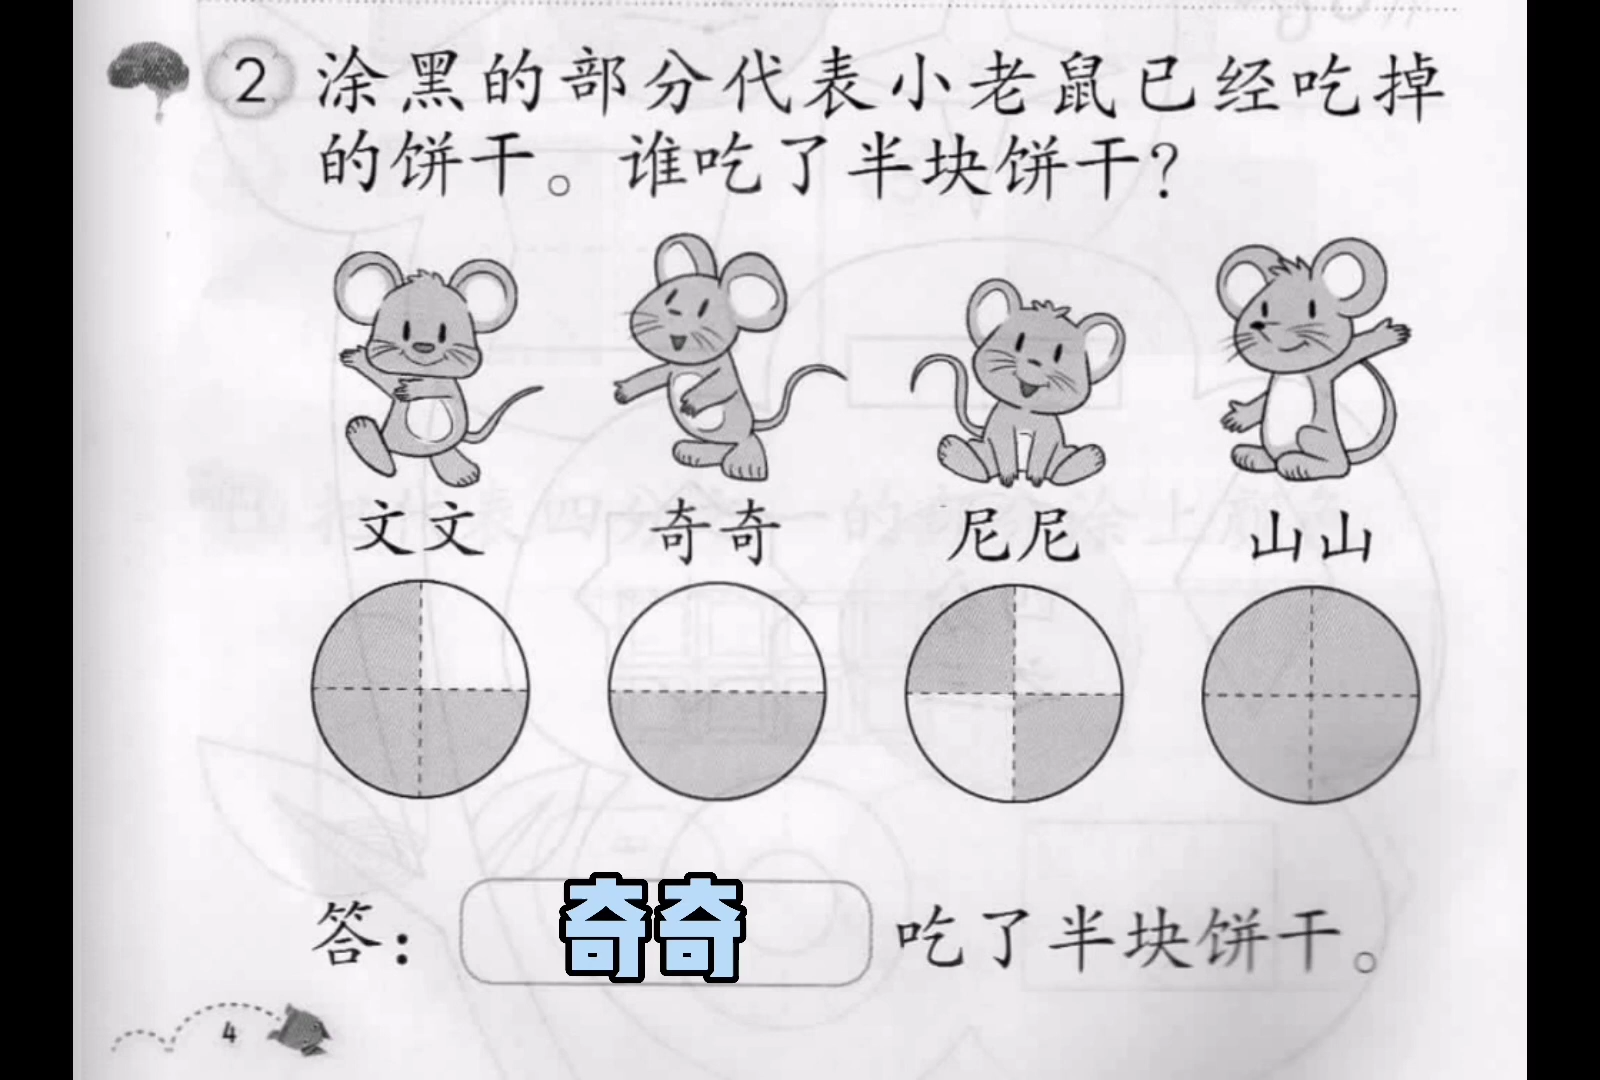 2 涂黑的部分代表小老鼠已经吃掉
的饼干。谁吃了半块饼干?
文文 奇奇 尼尼 山山
答: 奇奇 吃了半块饼干。
4